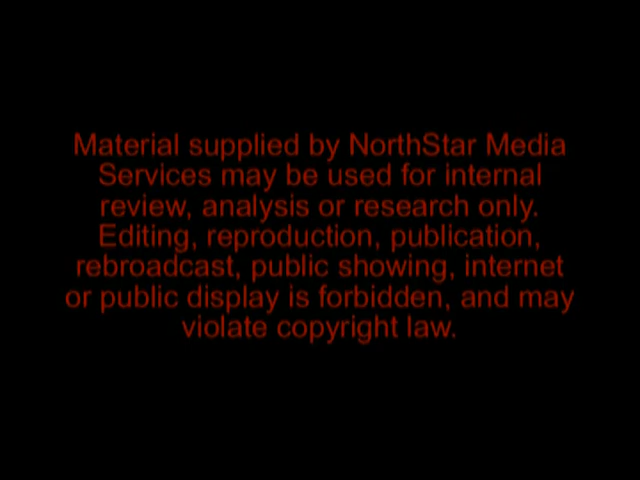 Material supplied by NorthStar Media
Services may be used for internal
review, analysis or research only.
Editing, reproduction, publication,
rebroadcast, public showing, internet
or public display is forbidden, and may
violate copyright law.